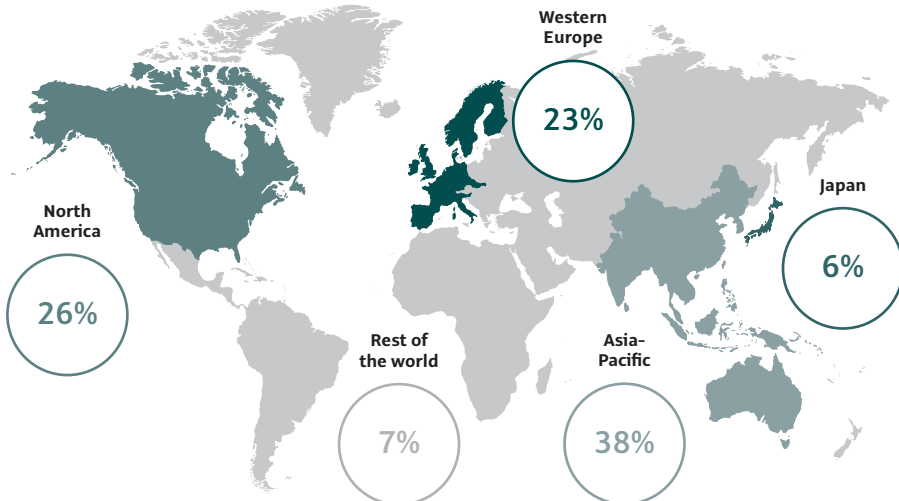 Western
Europe
23%
North
America
26%
Japan
6%
Rest of
the world
7%
Asia-
Pacific
38%